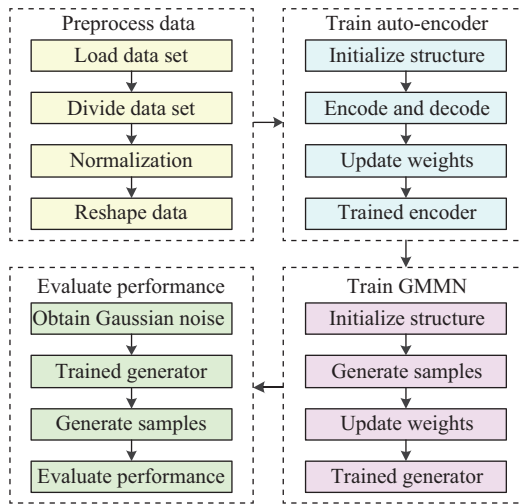 Preprocess data
Load data set
Divide data set
Normalization
Reshape data
Train auto-encoder
Initialize structure
Encode and decode
Update weights
Trained encoder
Train GMMN
Initialize structure
Generate samples
Update weights
Trained generator
Evaluate performance
Obtain Gaussian noise
Trained generator
Generate samples
Evaluate performance